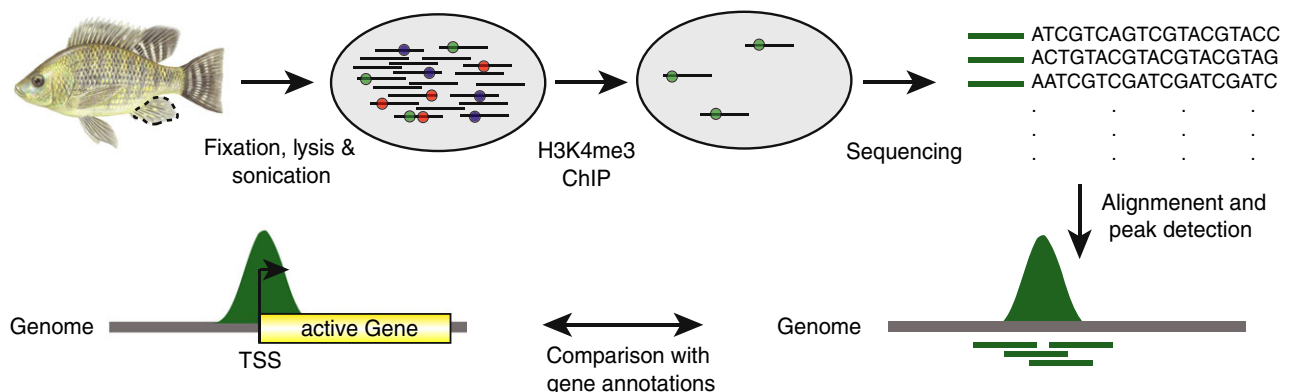 ATCGTCAGTCGTACGTACC
ACTGTACGTACGTACGTAG
AATCGTCGATCGATCGATC
Fixation, lysis &
sonication
H3K4me3
ChIP
Sequencing
Alignmenent and
peak detection
Genome
active Gene
TSS
Comparison with
gene annotations
Genome